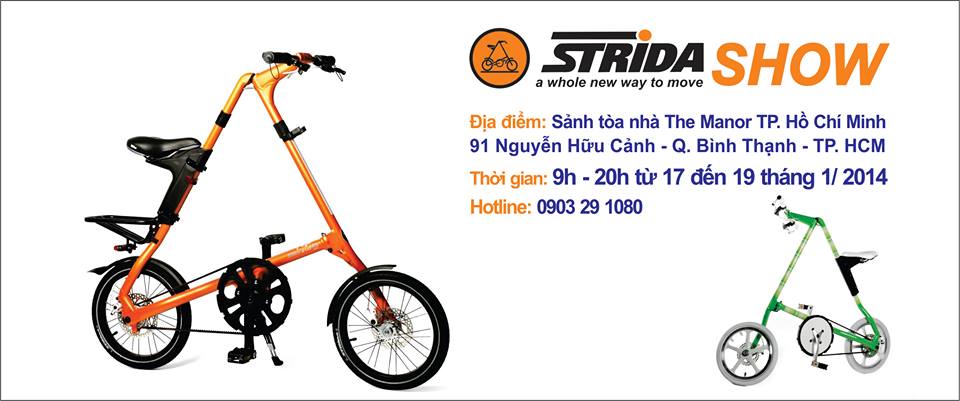 STRiDA SHOW
a whole new way to move
Địa điểm: Sảnh tòa nhà The Manor TP. Hồ Chí Minh
91 Nguyễn Hữu Cảnh - Q. Bình Thạnh - TP. HCM
Thời gian: 9h - 20h từ 17 đến 19 tháng 1/ 2014
Hotline: 0903 29 1080